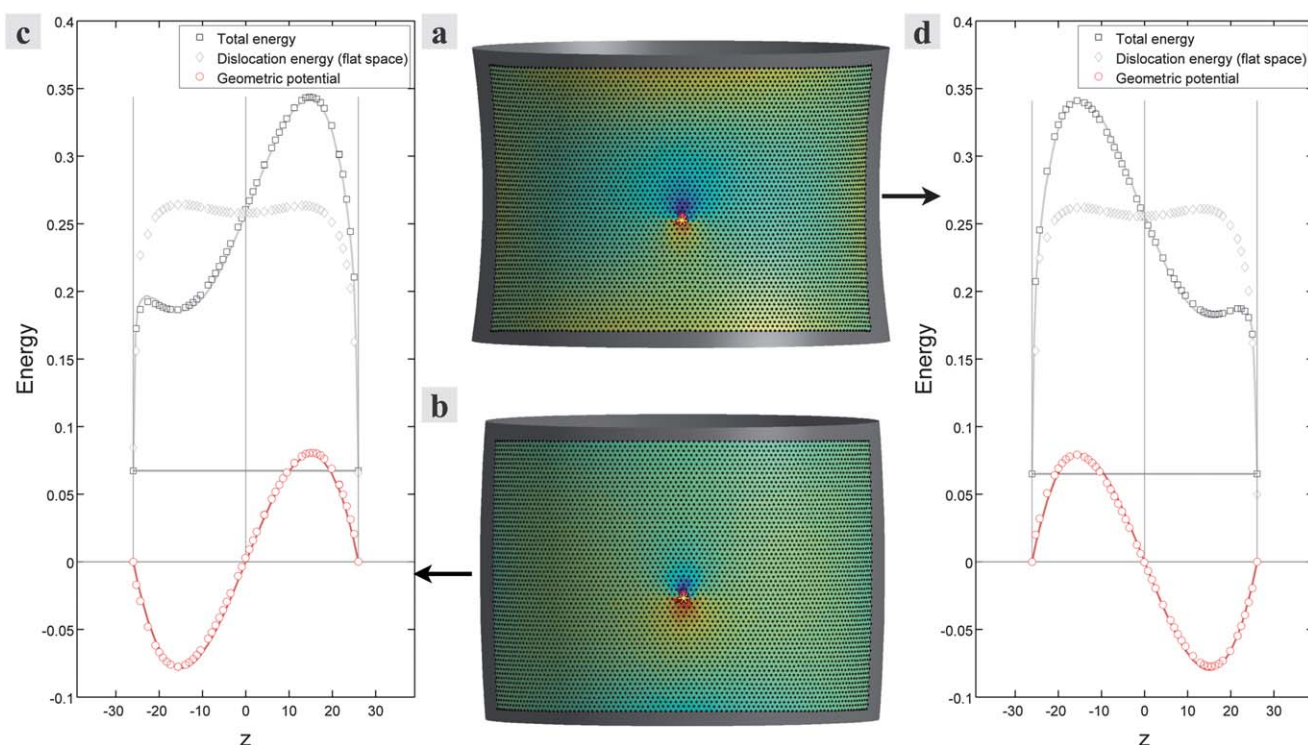 c
Total energy
Dislocation energy (flat space)
Geometric potential
0.4
0.35
0.3
0.25
0.2
0.15
0.1
0.05
0
-0.05
-0.1
Energy
-30 -20 -10 0 10 20 30
Z
a
b
d
Total energy
Dislocation energy (flat space)
Geometric potential
0.4
0.35
0.3
0.25
0.2
0.15
0.1
0.05
0
-0.05
-0.1
Energy
-30 -20 -10 0 10 20 30
Z